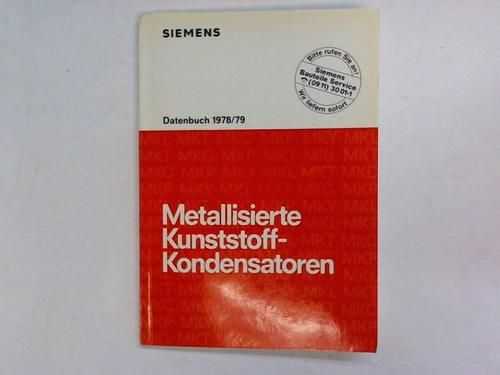 SIEMENS
Bitte rufen Sie an!
Siemens
Bauteile Service
(09 11) 30 01-1
Wir liefern sofort
Datenbuch 1978/79
Metallisierte
Kunststoff-
Kondensatoren